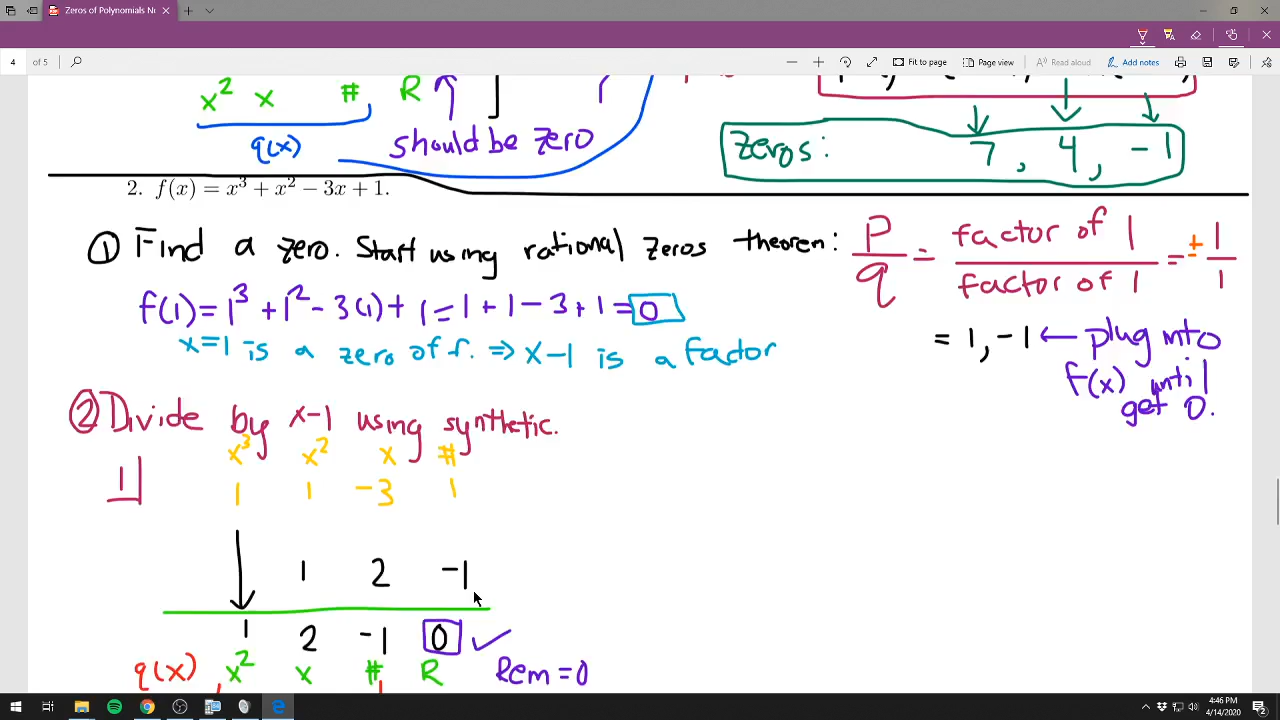 Zeros of Polynomials No
4 of 5
Fit to page
Page view
Read aloud
Add notes
x² x # R
q(x)
should be zero
Zeros: 7, 4, -1
2. f(x) = x³ + x² − 3x + 1.
① Find a zero. Start using rational zeros theorem: P/q = factor of 1/factor of 1 = ± 1/1
f(1) = 1³ + 1² - 3(1) + 1 = 1 + 1 - 3 + 1 = 0
= 1, -1 ← plug into
x=1 is a zero of f. ⇒ x-1 is a factor
f(x) until
get 0.
② Divide by x-1 using synthetic.
x³ x² x #
1 1 1 -3 1
1 2 -1
1 2 -1 0 ✓
q(x), x² x # R Rem = 0
4:46 PM
4/14/2020
2